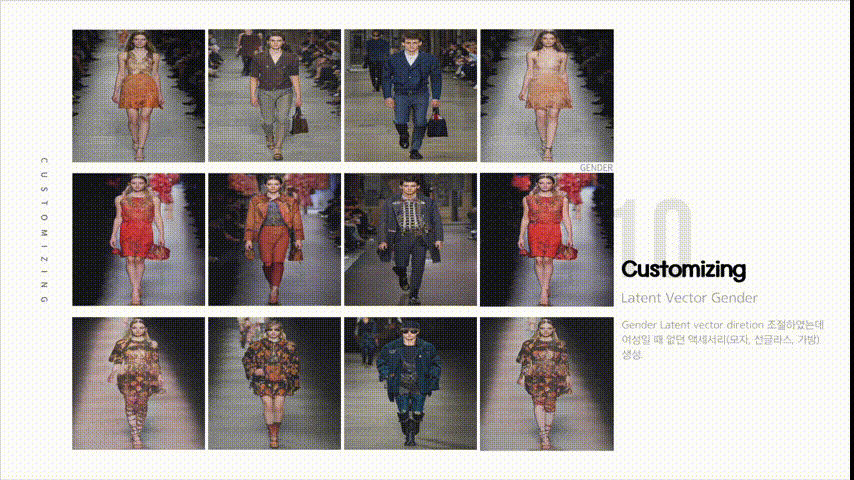 CUSTOMIZING
GENDER
10
Customizing
Latent Vector Gender
Gender Latent vector diretion 조절하였는데
여성일 때 없던 액세서리(모자, 선글라스, 가방)
생성.